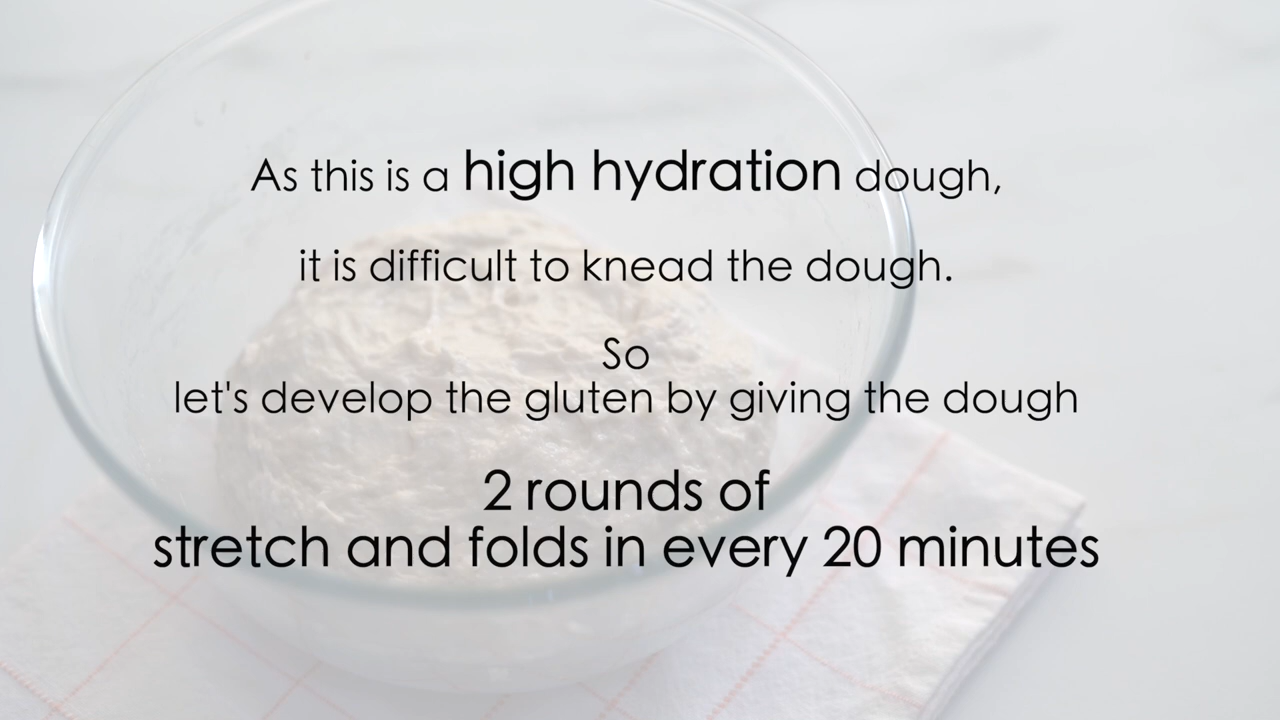 As this is a high hydration dough,
it is difficult to knead the dough.
So
let's develop the gluten by giving the dough
2 rounds of
stretch and folds in every 20 minutes